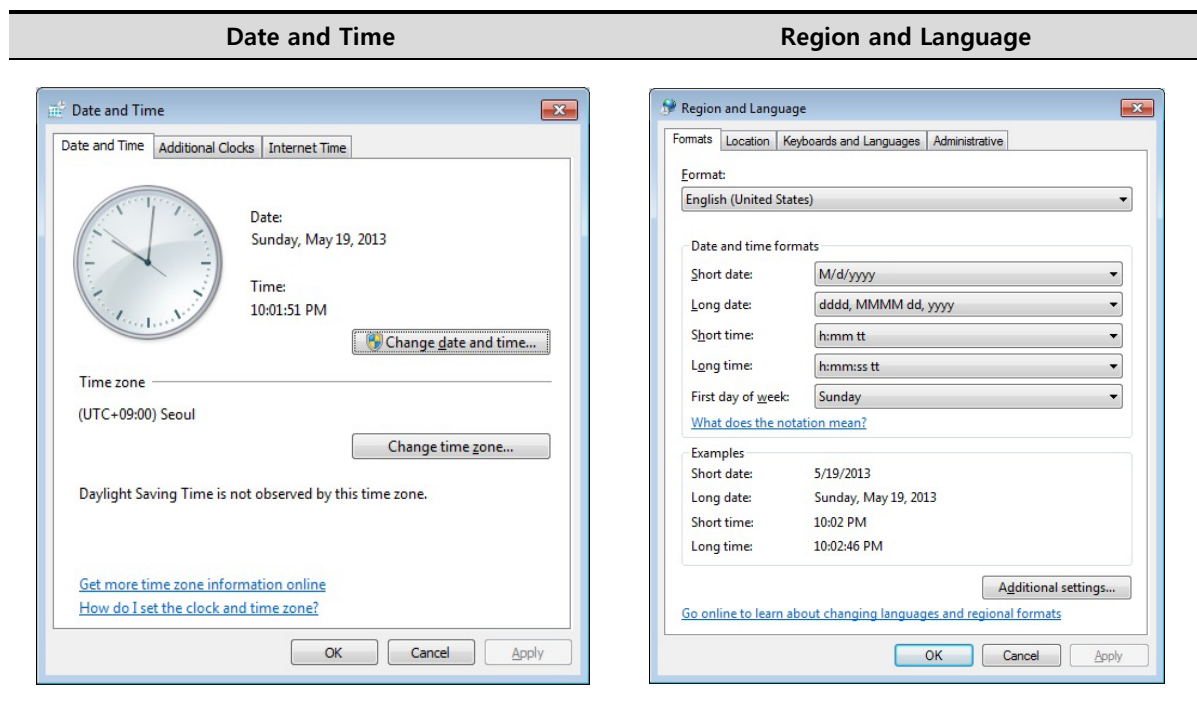 Date and Time
Region and Language
Date and Time
Date and Time Additional Clocks Internet Time
Date:
Sunday, May 19, 2013
Time:
10:01:51 PM
Change date and time...
Time zone
(UTC+09:00) Seoul
Change time zone...
Daylight Saving Time is not observed by this time zone.
Get more time zone information online
How do I set the clock and time zone?
OK Cancel Apply
Region and Language
Formats Location Keyboards and Languages Administrative
Format:
English (United States)
Date and time formats
Short date: M/d/yyyy
Long date: dddd, MMMM dd, yyyy
Short time: h:mm tt
Long time: h:mm:ss tt
First day of week: Sunday
What does the notation mean?
Examples
Short date: 5/19/2013
Long date: Sunday, May 19, 2013
Short time: 10:02 PM
Long time: 10:02:46 PM
Additional settings...
Go online to learn about changing languages and regional formats
OK Cancel Apply